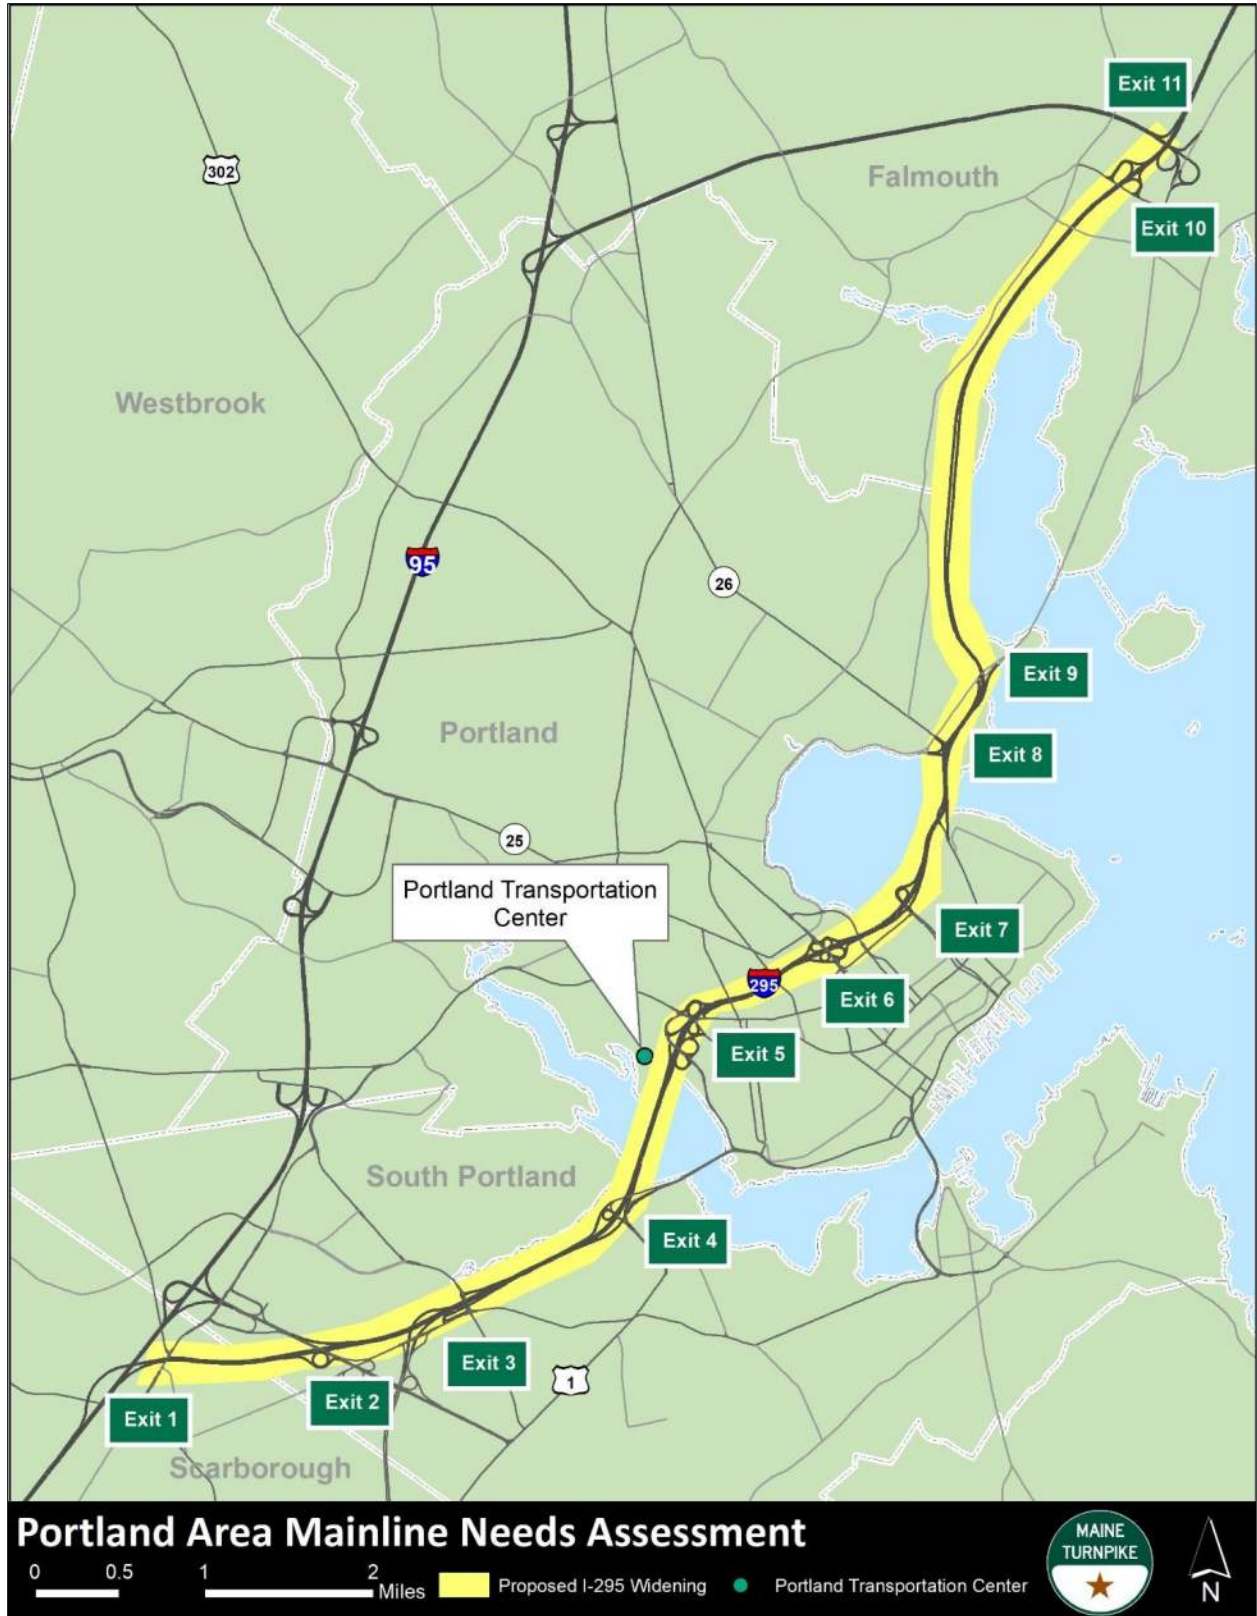 Exit 11
302
Falmouth
Exit 10
Westbrook
95
26
Exit 9
Portland
Exit 8
25
Portland Transportation
Center
Exit 7
295
Exit 6
Exit 5
South Portland
Exit 4
Exit 3
1
Exit 2
Exit 1
Scarborough
Portland Area Mainline Needs Assessment
0 0.5 1 2 Miles
Proposed I-295 Widening
Portland Transportation Center
MAINE
TURNPIKE
N